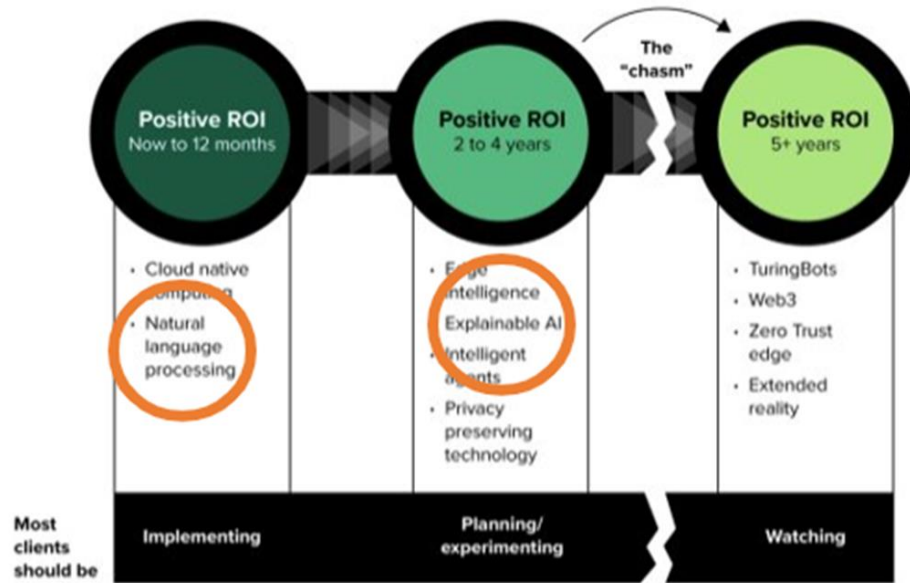 The
"chasm"
Positive ROI
Now to 12 months
Positive ROI
2 to 4 years
Positive ROI
5+ years
• Cloud native
computing
• Natural
language
processing
• Edge
intelligence
Explainable AI
• Intelligent
agents
• Privacy
preserving
technology
• TuringBots
• Web3
• Zero Trust
edge
• Extended
reality
Most
clients
should be
Implementing
Planning/
experimenting
Watching